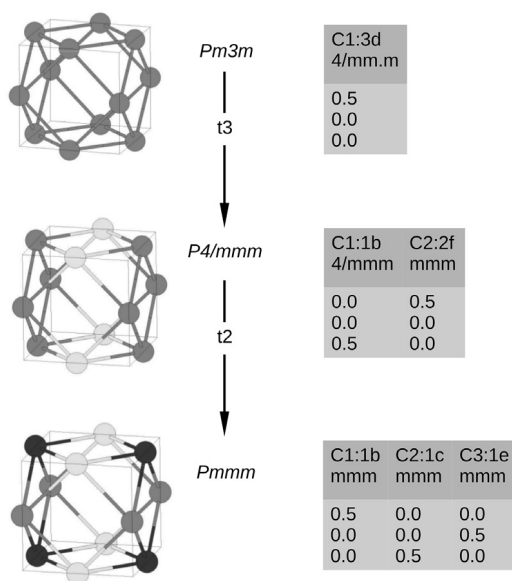 Pm3m
C1:3d
4/mm.m
0.5
0.0
0.0
t3
P4/mmm
C1:1b C2:2f
4/mmm mmm
0.0 0.5
0.0 0.0
0.5 0.0
t2
Pmmm
C1:1b C2:1c C3:1e
mmm mmm mmm
0.5 0.0 0.0
0.0 0.0 0.5
0.0 0.5 0.0